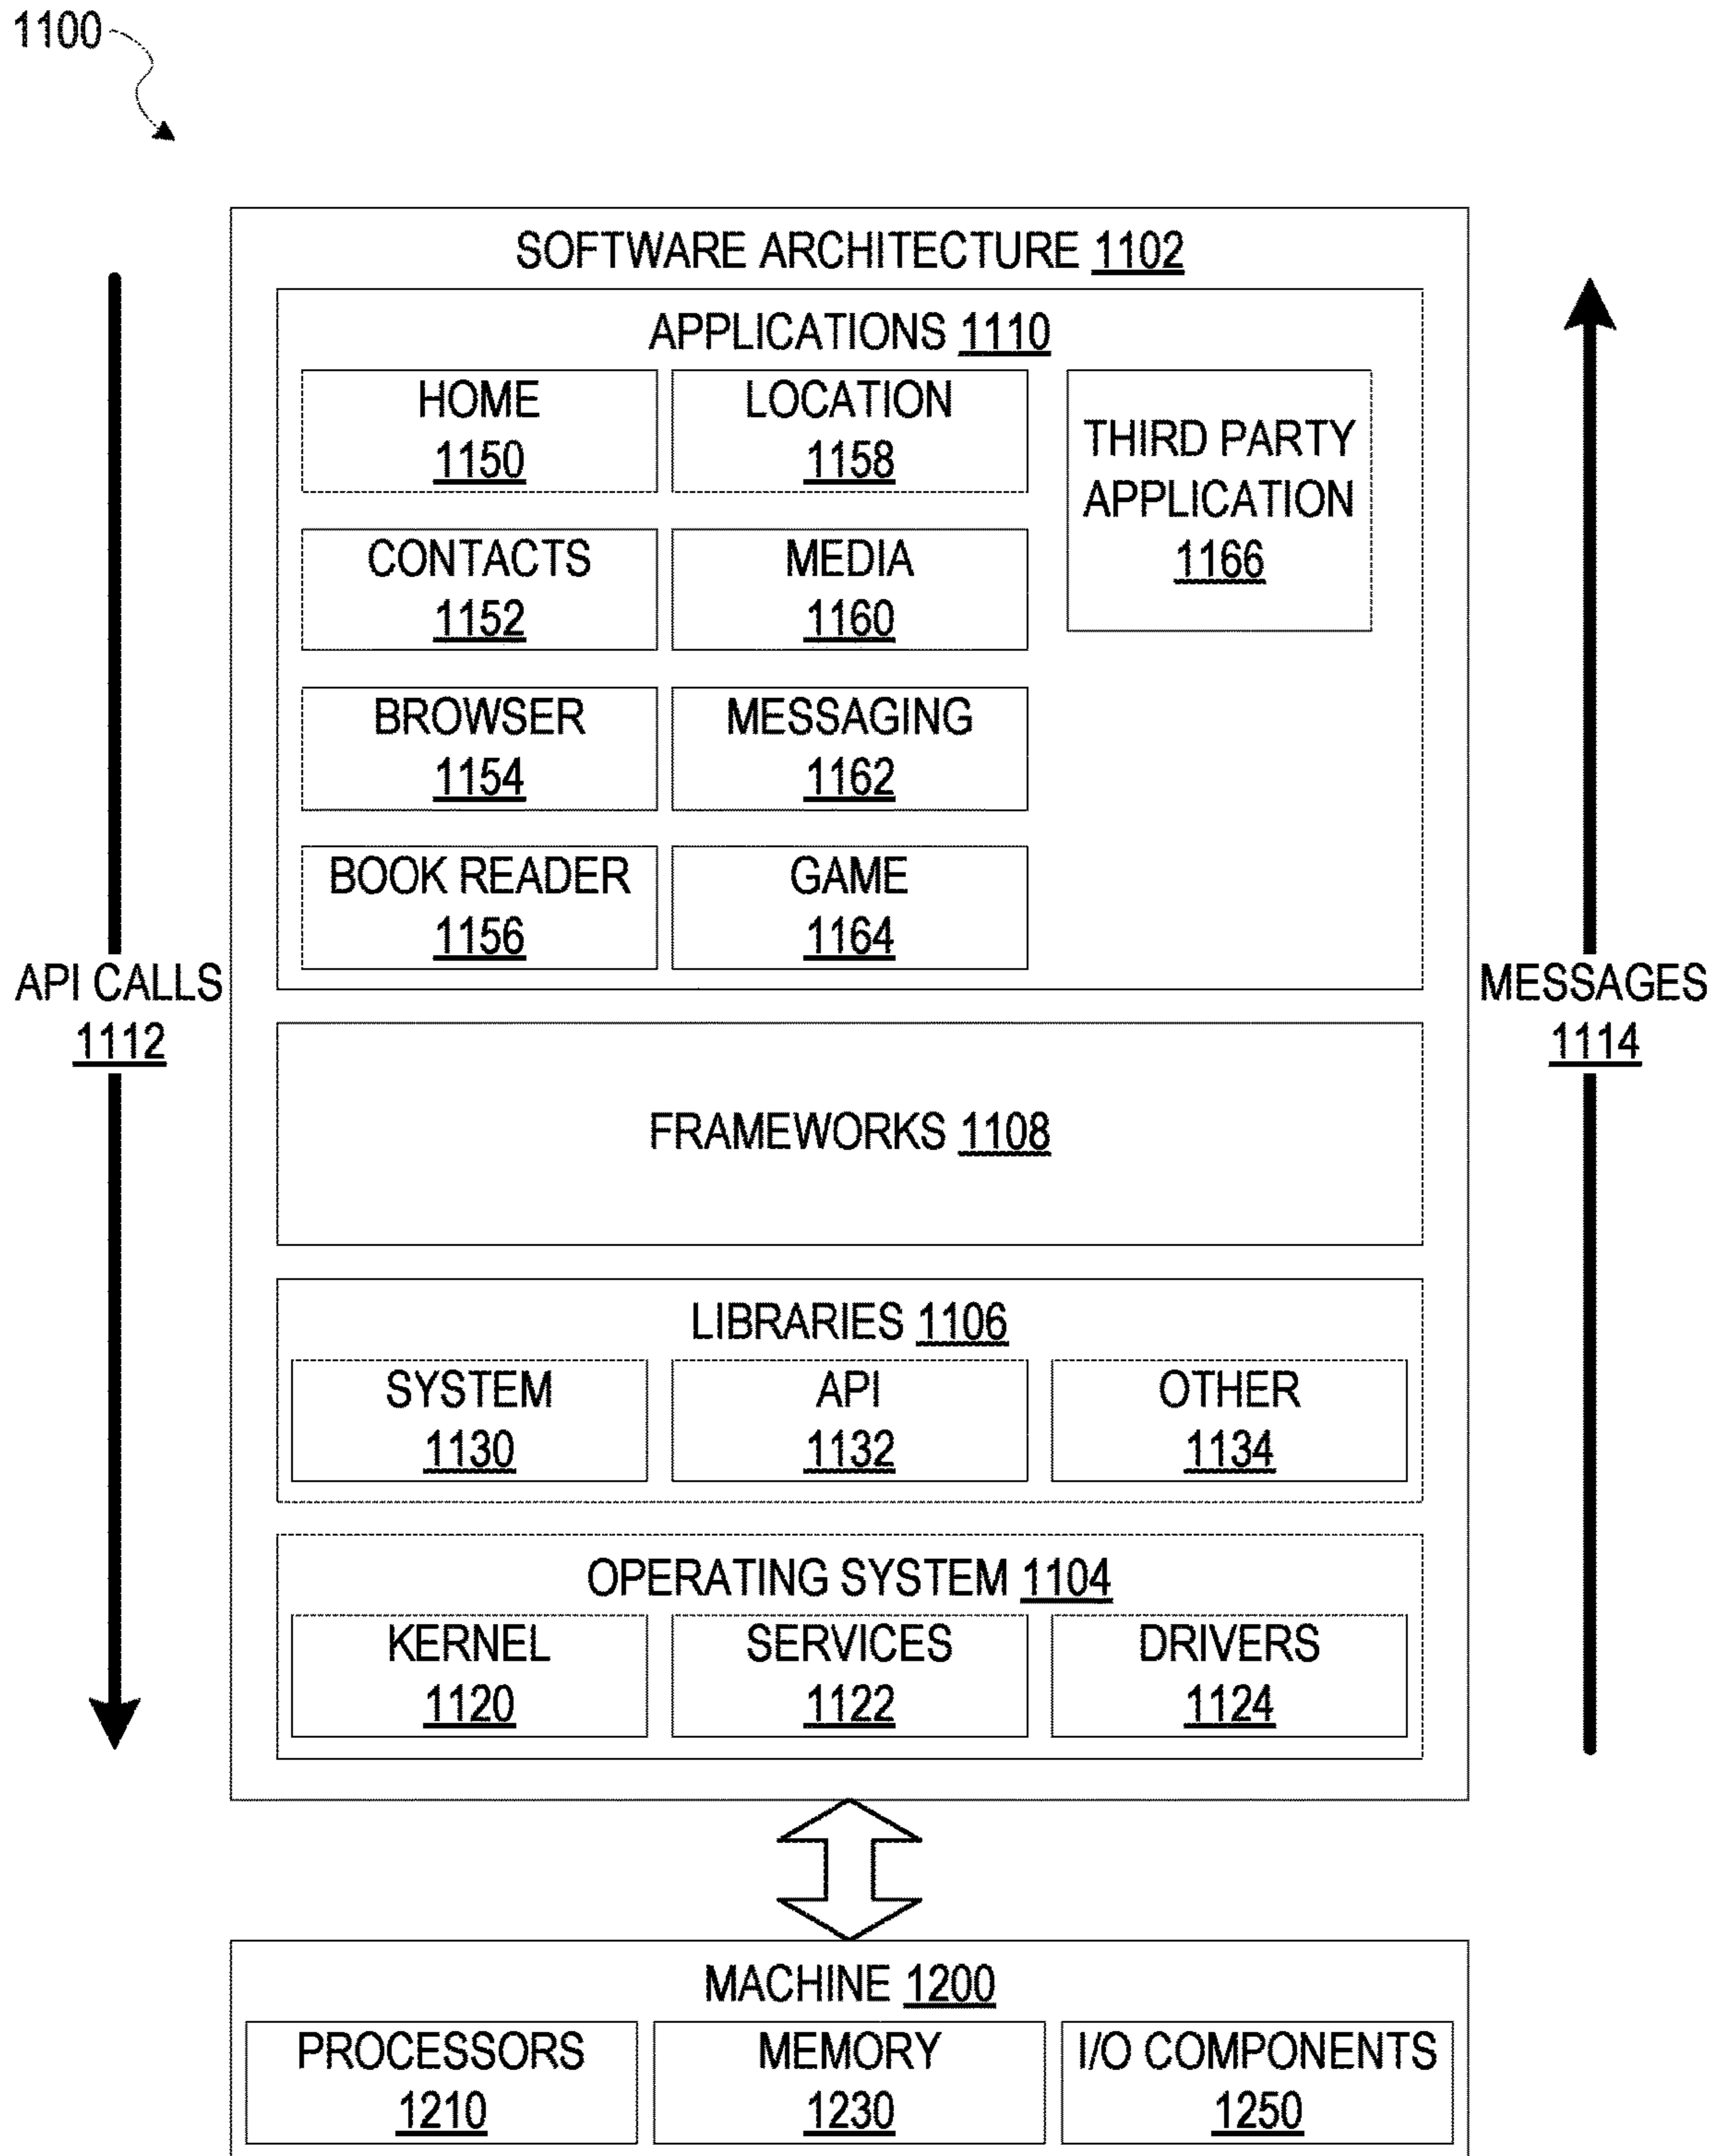 1100
SOFTWARE ARCHITECTURE 1102
APPLICATIONS 1110
HOME
1150
LOCATION
1158
THIRD PARTY
APPLICATION
1166
CONTACTS
1152
MEDIA
1160
BROWSER
1154
MESSAGING
1162
BOOK READER
1156
GAME
1164
API CALLS
1112
MESSAGES
1114
FRAMEWORKS 1108
LIBRARIES 1106
SYSTEM
1130
API
1132
OTHER
1134
OPERATING SYSTEM 1104
KERNEL
1120
SERVICES
1122
DRIVERS
1124
MACHINE 1200
PROCESSORS
1210
MEMORY
1230
I/O COMPONENTS
1250